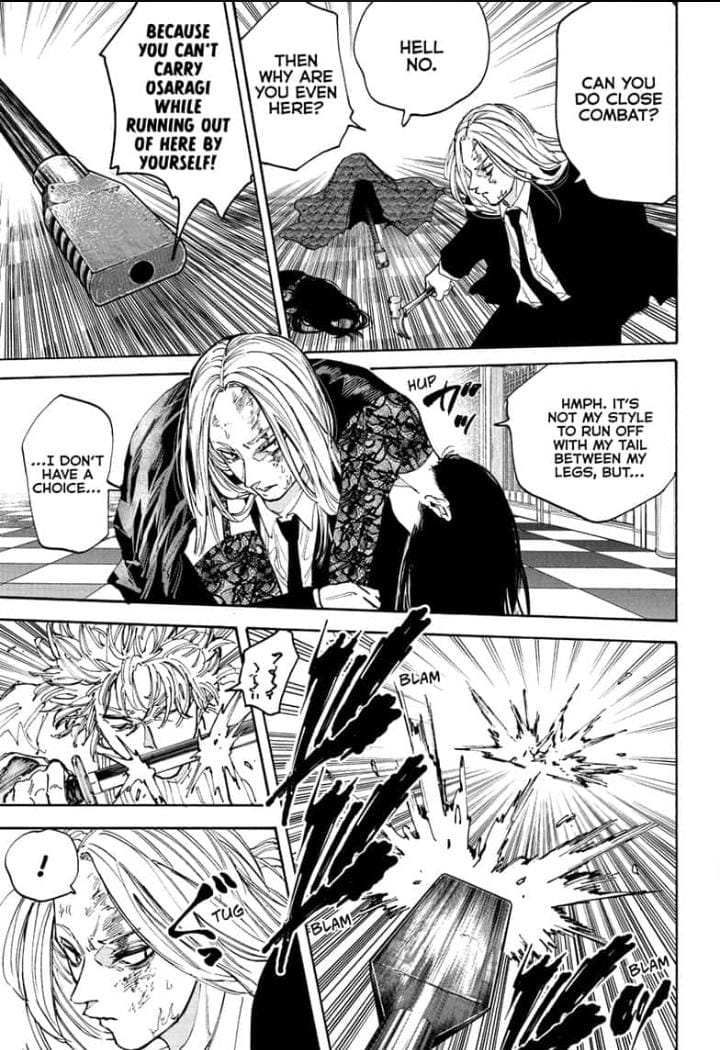 CAN YOU
DO CLOSE
COMBAT?
HELL
NO.
THEN
WHY ARE
YOU EVEN
HERE?
BECAUSE
YOU CAN'T
CARRY
OSARAGI
WHILE
RUNNING OUT
OF HERE BY
YOURSELF!
HMPH. IT'S
NOT MY STYLE
TO RUN OFF
WITH MY TAIL
BETWEEN MY
LEGS, BUT...
HUP
...I DON'T
HAVE A
CHOICE...
BLAM
BLAM
BLAM
!
TUG